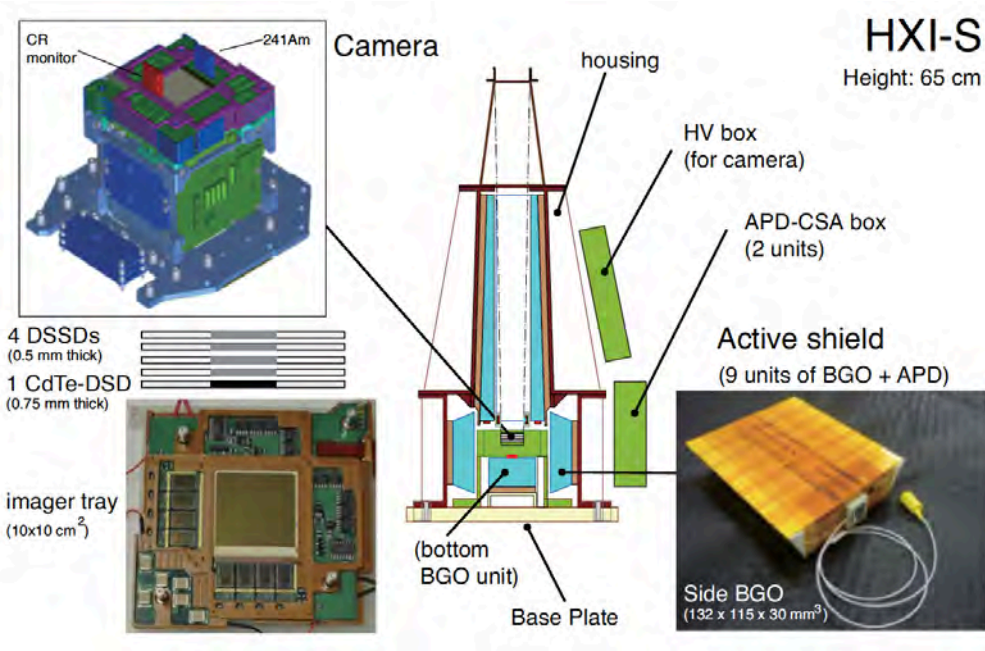 HXI-S
Height: 65 cm
Camera
CR
monitor
241Am
housing
HV box
(for camera)
APD-CSA box
(2 units)
4 DSSDs
(0.5 mm thick)
1 CdTe-DSD
(0.75 mm thick)
Active shield
(9 units of BGO + APD)
imager tray
(10x10 cm2)
(bottom
BGO unit)
Base Plate
Side BGO
(132 x 115 x 30 mm3)